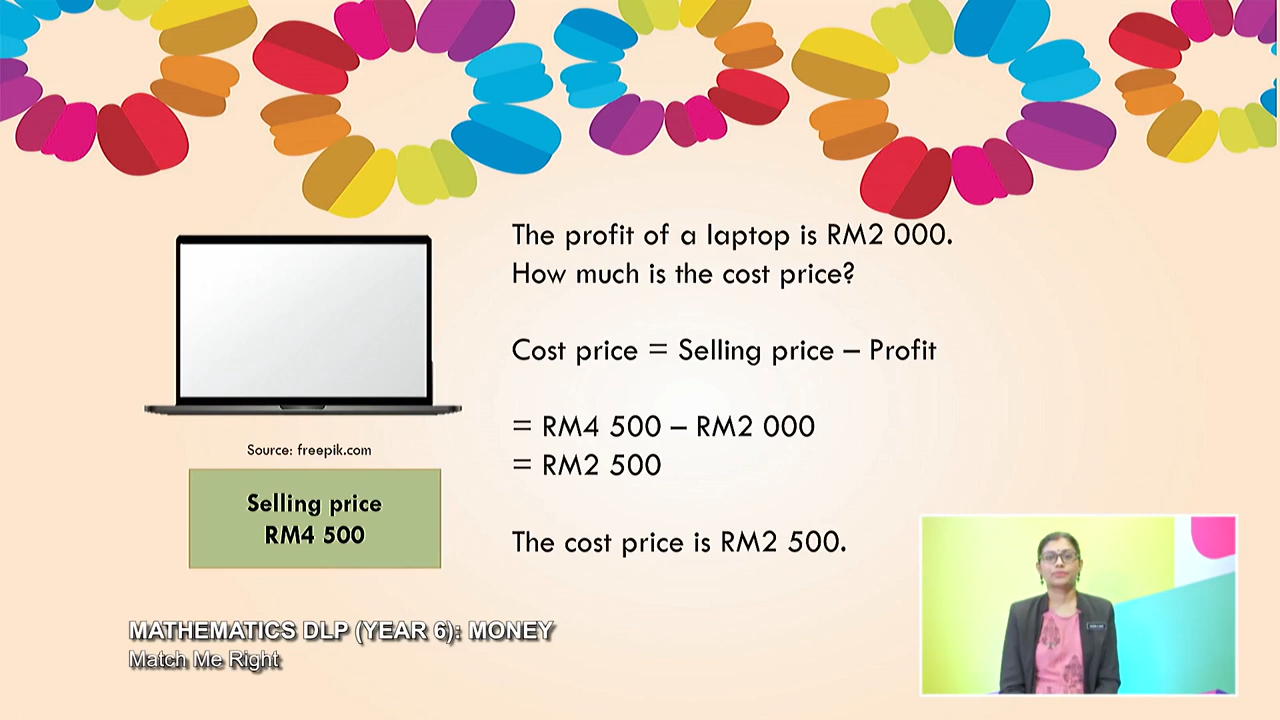 The profit of a laptop is RM2 000.
How much is the cost price?
Cost price = Selling price – Profit
= RM4 500 – RM2 000
= RM2 500
The cost price is RM2 500.
Source: freepik.com
Selling price
RM4 500
MATHEMATICS DLP (YEAR 6): MONEY
Match Me Right